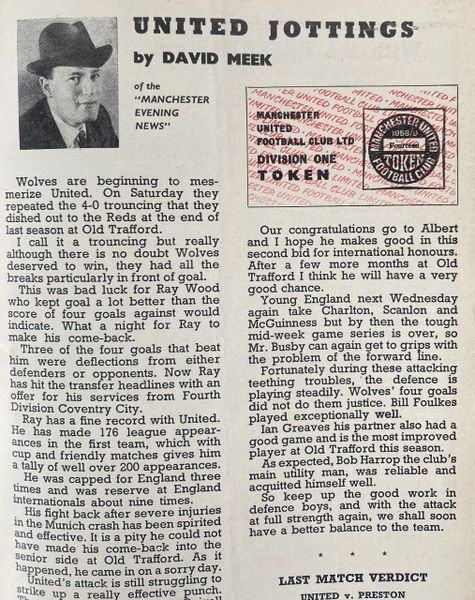 UNITED JOTTINGS
by DAVID MEEK
of the
"MANCHESTER
EVENING
NEWS"
Wolves are beginning to mes-
merize United. On Saturday they
repeated the 4-0 trouncing that they
dished out to the Reds at the end of
last season at Old Trafford.
I call it a trouncing but really
although there is no doubt Wolves
deserved to win, they had all the
breaks particularly in front of goal.
This was bad luck for Ray Wood
who kept goal a lot better than the
score of four goals against would
indicate. What a night for Ray to
make his come-back.
Three of the four goals that beat
him were deflections from either
defenders or opponents. Now Ray
has hit the transfer headlines with an
offer for his services from Fourth
Division Coventry City.
Ray has a fine record with United.
He has made 176 league appear-
ances in the first team, which with
cup and friendly matches gives him
a tally of well over 200 appearances.
He was capped for England three
times and was reserve at England
internationals about nine times.
His fight back after severe injuries
in the Munich crash has been spirited
and effective. It is a pity he could not
have made his come-back into the
senior side at Old Trafford. As it
happened, he came in on a sorry day.
United's attack is still struggling to
strike up a really effective punch.
MANCHESTER
UNITED
FOOTBALL CLUB LTD
DIVISION ONE
TOKEN
MANCHESTER UNITED
1958/9
Fourteen
TOKEN
FOOTBALL CLUB
Our congratulations go to Albert
and I hope he makes good in this
second bid for international honours.
After a few more months at Old
Trafford I think he will have a very
good chance.
Young England next Wednesday
again take Charlton, Scanlon and
McGuinness but by then the tough
mid-week game series is over, so
Mr. Busby can again get to grips with
the problem of the forward line.
Fortunately during these attacking
teething troubles, the defence is
playing steadily. Wolves' four goals
did not do them justice. Bill Foulkes
played exceptionally well.
Ian Greaves his partner also had a
good game and is the most improved
player at Old Trafford this season.
As expected, Bob Harrop the club's
main utility man, was reliable and
acquitted himself well.
So keep up the good work in
defence boys, and with the attack
at full strength again, we shall soon
have a better balance to the team.
* * *
LAST MATCH VERDICT
UNITED v. PRESTON